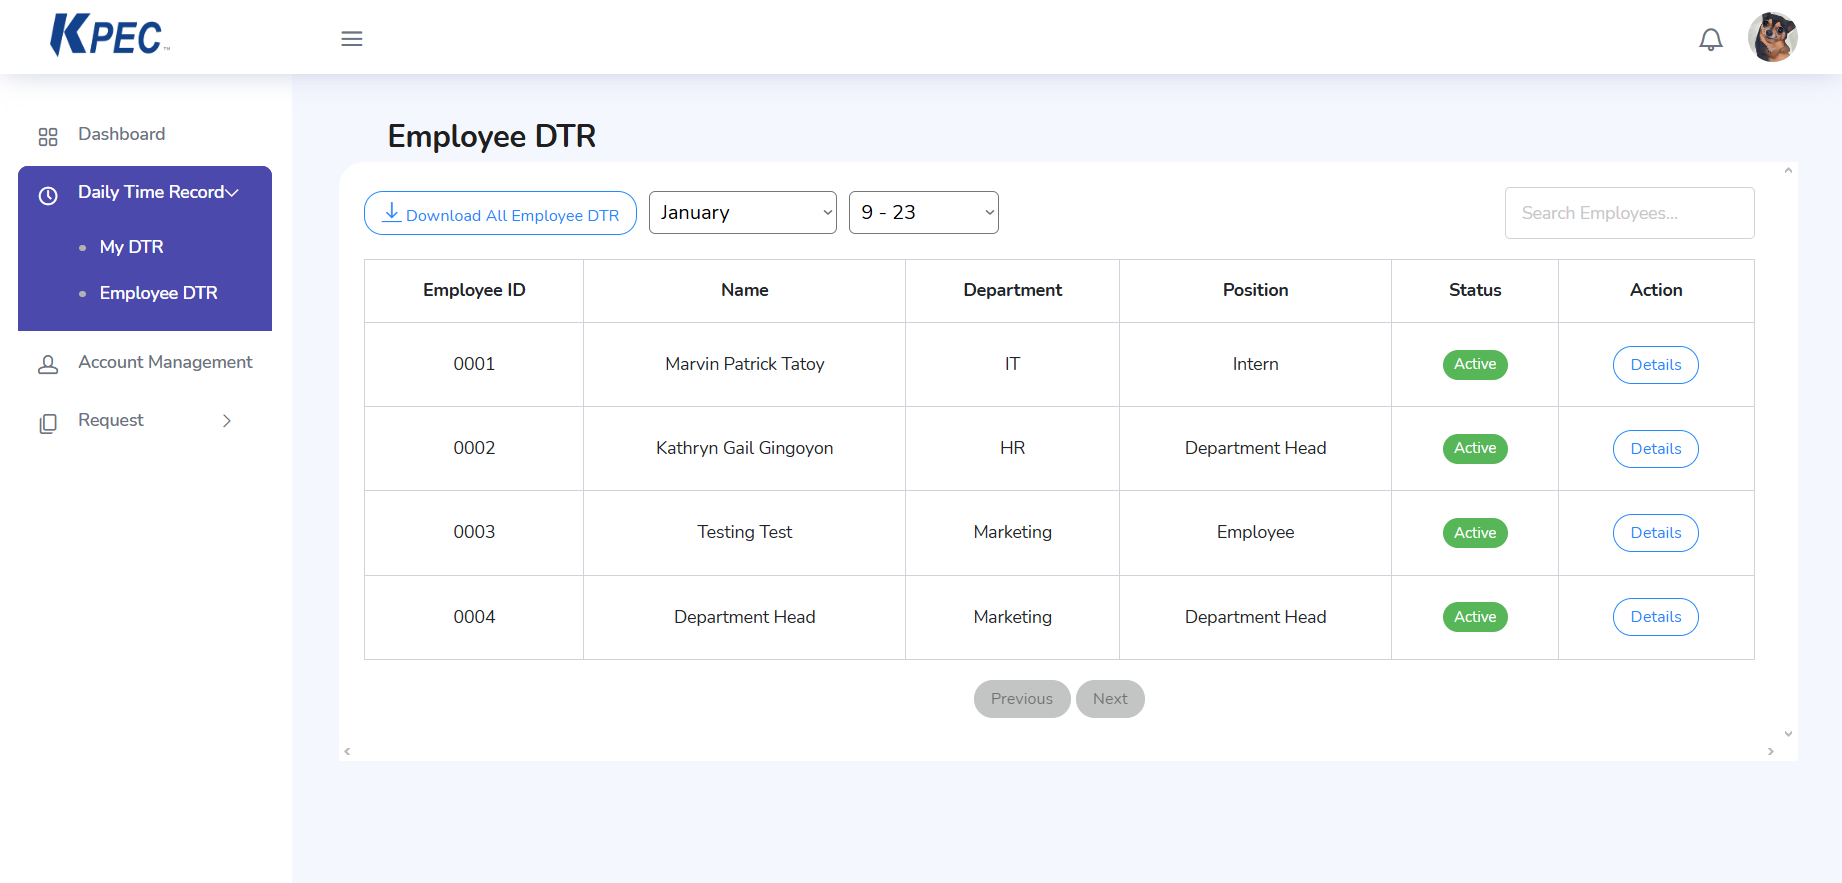 KPEC™
Dashboard
Daily Time Record
My DTR
Employee DTR
Account Management
Request
Employee DTR
Download All Employee DTR January 9 - 23 Search Employees...
Employee ID Name Department Position Status Action
0001 Marvin Patrick Tatoy IT Intern Active Details
0002 Kathryn Gail Gingoyon HR Department Head Active Details
0003 Testing Test Marketing Employee Active Details
0004 Department Head Marketing Department Head Active Details
Previous Next